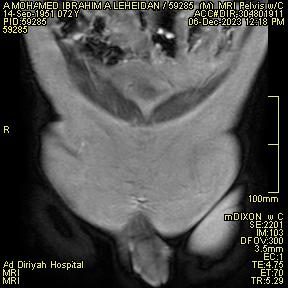 A MOHAMED IBRAHIM A LEHEIDAN / 59285 (M) MRI Pelvis w/C
14-Sep-1951 072Y ACC#DIR-304801911
PID:59285 06-Dec-2023 12:18 PM
59285
R
100mm
mDIXON_w C
SE:2201
IM:103
DFOV:300
3.5mm
Ad Diriyah Hospital EC:1
MRI TE:4.75
MRI ET:70
TR:5.29